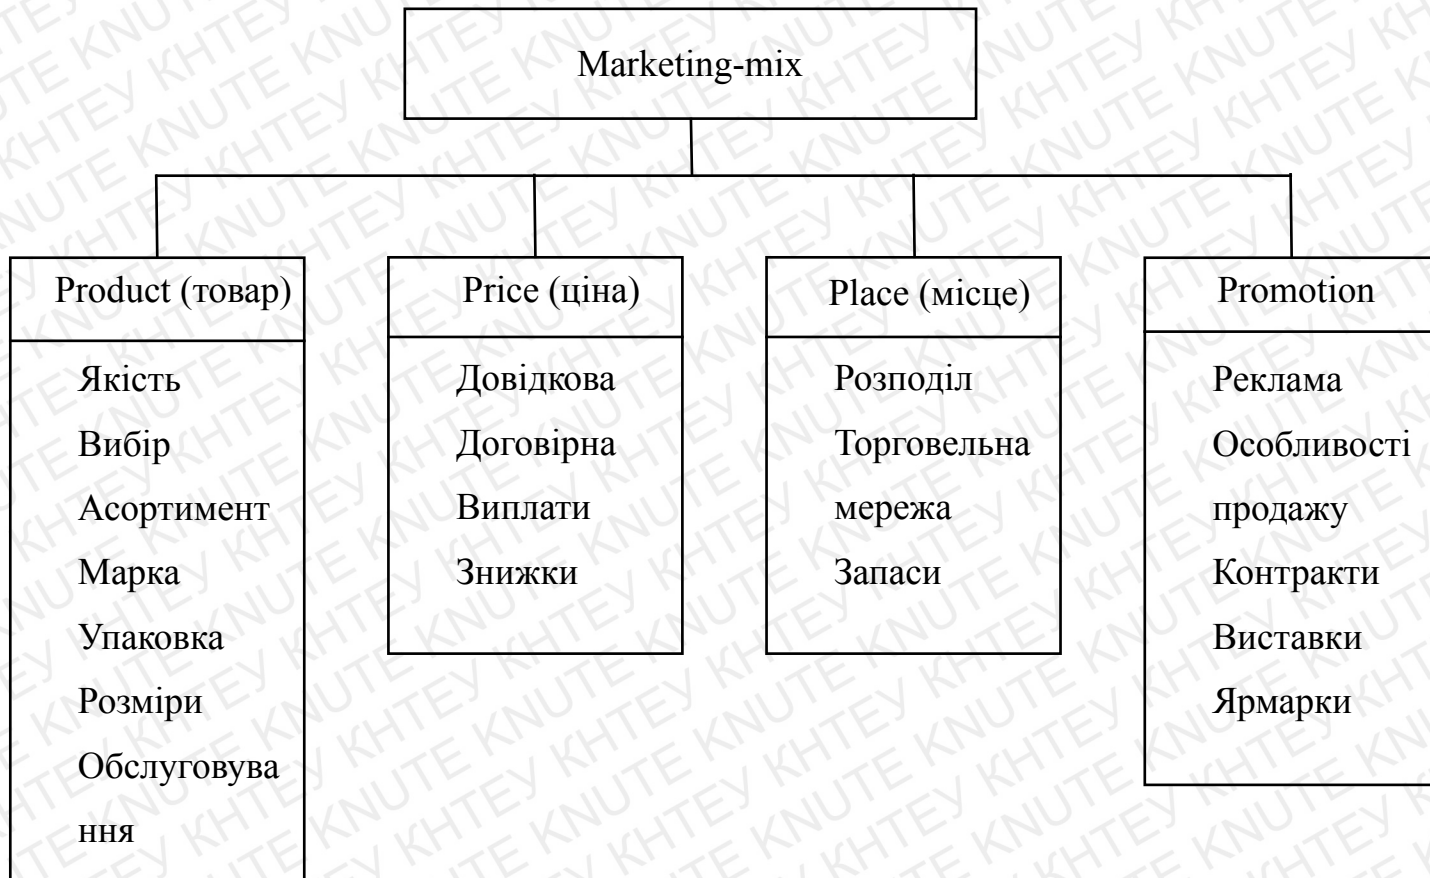 Marketing-mix
Product (товар)
Якість
Вибір
Асортимент
Марка
Упаковка
Розміри
Обслуговува
ння
Price (ціна)
Довідкова
Договірна
Виплати
Знижки
Place (місце)
Розподіл
Торговельна
мережа
Запаси
Promotion
Реклама
Особливості
продажу
Контракти
Виставки
Ярмарки